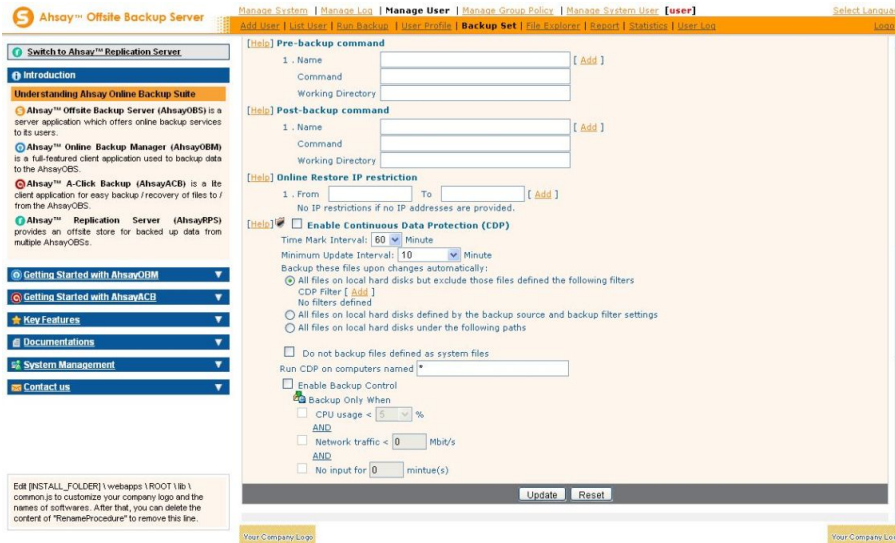 Ahsay™ Offsite Backup Server
Manage System | Manage Log | Manage User | Manage Group Policy | Manage System User [user]
Select Languag
Add User | List User | Run Backup | User Profile | Backup Set | File Explorer | Report | Statistics | User Log
Logo
Switch to Ahsay™ Replication Server
Introduction
Understanding Ahsay Online Backup Suite
Ahsay™ Offsite Backup Server (AhsayOBS) is a
server application which offers online backup services
to its users.
Ahsay™ Online Backup Manager (AhsayOBM)
is a full-featured client application used to backup data
to the AhsayOBS.
Ahsay™ A-Click Backup (AhsayACB) is a lite
client application for easy backup / recovery of files to /
from the AhsayOBS.
Ahsay™ Replication Server (AhsayRPS)
provides an offsite store for backed up data from
multiple AhsayOBSs.
Getting Started with AhsayOBM
Getting Started with AhsayACB
Key Features
Documentations
System Management
Contact us
Edit [INSTALL_FOLDER] \ webapps \ ROOT \ lib \
common.js to customize your company logo and the
names of softwares. After that, you can delete the
content of "RenameProcedure" to remove this line.
[Help] Pre-backup command
1 . Name [ Add ]
Command
Working Directory
[Help] Post-backup command
1 . Name [ Add ]
Command
Working Directory
[Help] Online Restore IP restriction
1 . From To [ Add ]
No IP restrictions if no IP addresses are provided.
[Help] Enable Continuous Data Protection (CDP)
Time Mark Interval: 60 Minute
Minimum Update Interval: 10 Minute
Backup these files upon changes automatically:
All files on local hard disks but exclude those files defined the following filters
CDP Filter [ Add ]
No filters defined
All files on local hard disks defined by the backup source and backup filter settings
All files on local hard disks under the following paths
Do not backup files defined as system files
Run CDP on computers named *
Enable Backup Control
Backup Only When
CPU usage < 5 %
AND
Network traffic < 0 Mbit/s
AND
No input for 0 mintue(s)
Update Reset
Your Company Logo
Your Company Lo